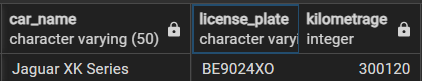 car_name license_plate kilometrage
character varying (50) character varyi integer
Jaguar XK Series BE9024XO 300120